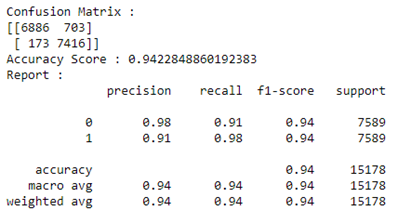 Confusion Matrix :
[[6886  703]
 [ 173 7416]]
Accuracy Score : 0.9422848860192383
Report :
              precision    recall  f1-score   support

           0       0.98      0.91      0.94      7589
           1       0.91      0.98      0.94      7589

    accuracy                           0.94     15178
   macro avg       0.94      0.94      0.94     15178
weighted avg       0.94      0.94      0.94     15178